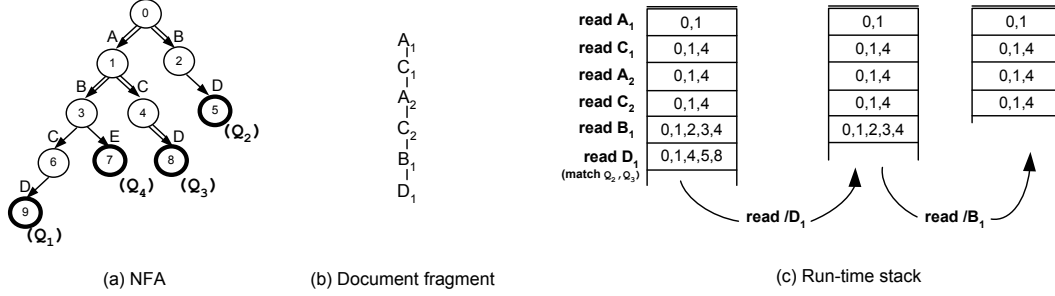 0
A B
1 2
B C D
3 4 5
(Q2)
C E D
6 7 8
(Q4) (Q3)
D
9
(Q1)
(a) NFA
A1
C1
A2
C2
B1
D1
(b) Document fragment
read A1 0,1 0,1 0,1
read C1 0,1,4 0,1,4 0,1,4
read A2 0,1,4 0,1,4 0,1,4
read C2 0,1,4 0,1,4 0,1,4
read B1 0,1,2,3,4 0,1,2,3,4
read D1 0,1,4,5,8
(match Q2,Q3)
read /D1 read /B1
(c) Run-time stack